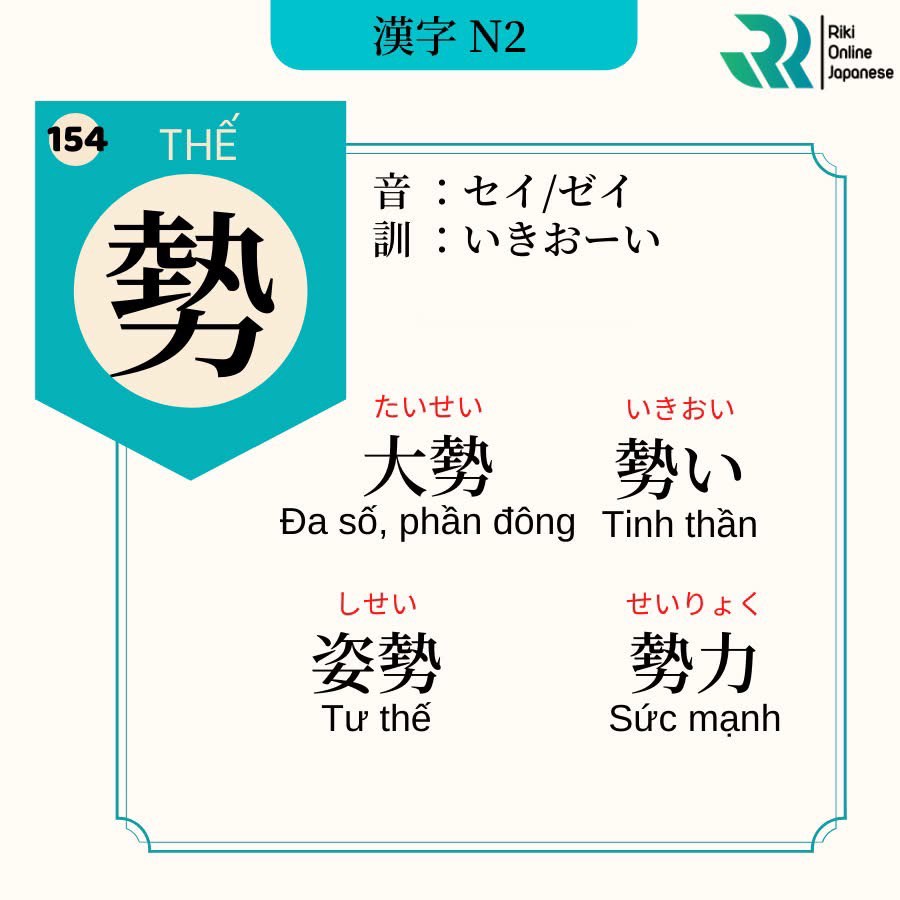 漢字 N2
Riki
Online
Japanese
154
THẾ
勢
音 ：セイ/ゼイ
訓 ：いきおーい
たいせい
大勢
Đa số, phần đông
いきおい
勢い
Tinh thần
しせい
姿勢
Tư thế
せいりょく
勢力
Sức mạnh